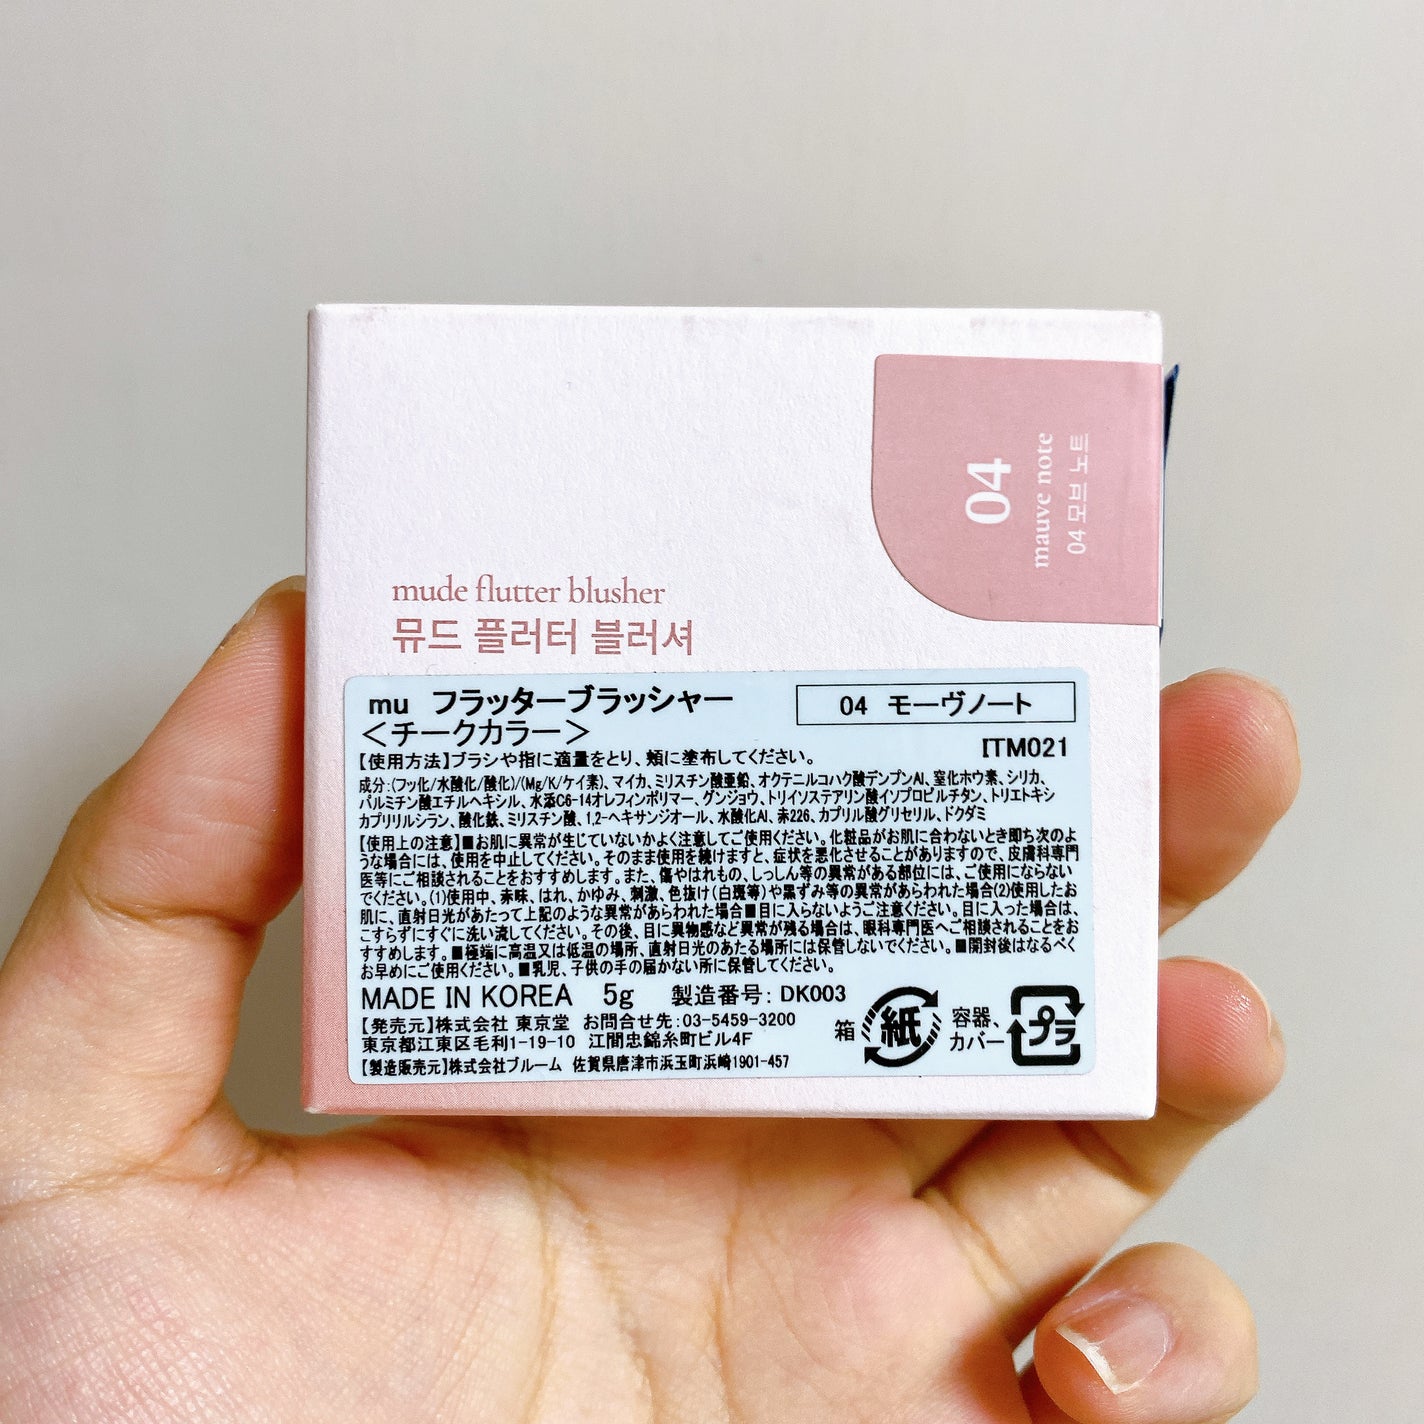 04
mauve note
04 모브 노트
mude flutter blusher
뮤드 플러터 블러셔
mu フラッターブラッシャー
<チークカラー>
04 モーヴノート
ITM021
【使用方法】ブラシや指に適量をとり、頬に塗布してください。
成分:(フッ化/水酸化/酸化)/(Mg/K/ケイ素)、マイカ、ミリスチン酸亜鉛、オクテニルコハク酸デンプンAl、窒化ホウ素、シリカ、
パルミチン酸エチルヘキシル、水添C6-14オレフィンポリマー、グンジョウ、トリイソステアリン酸イソプロピルチタン、トリエトキシ
カプリリルシラン、酸化鉄、ミリスチン酸、1,2-ヘキサンジオール、水酸化Al、赤226、カプリル酸グリセリル、ドクダミ
【使用上の注意】■お肌に異常が生じていないかよく注意してご使用ください。化粧品がお肌に合わないとき即ち次のよ
うな場合には、使用を中止してください。そのまま使用を続けますと、症状を悪化させることがありますので、皮膚科専門
医等にご相談されることをおすすめします。また、傷やはれもの、しっしん等の異常がある部位には、ご使用にならない
でください。(1)使用中、赤味、はれ、かゆみ、刺激、色抜け(白斑等)や黒ずみ等の異常があらわれた場合(2)使用したお
肌に、直射日光があたって上記のような異常があらわれた場合■目に入らないようご注意ください。目に入った場合は、
こすらずにすぐに洗い流してください。その後、目に異物感など異常が残る場合は、眼科専門医へご相談されることをお
すすめします。■極端に高温又は低温の場所、直射日光のあたる場所には保管しないでください。■開封後はなるべく
お早めにご使用ください。■乳児、子供の手の届かない所に保管してください。
MADE IN KOREA 5g 製造番号: DK003
【発売元】株式会社 東京堂 お問合せ先:03-5459-3200
東京都江東区毛利1-19-10 江間忠錦糸町ビル4F
【製造販売元】株式会社ブルーム 佐賀県唐津市浜玉町浜崎1901-457
箱 紙 容器、
カバー プラ